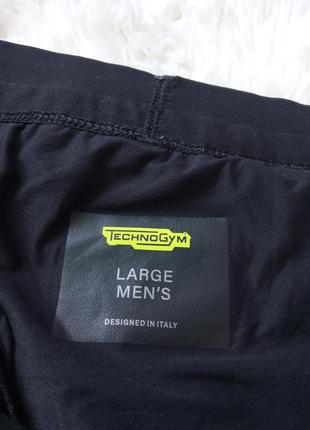 TECHNOGYM
LARGE
MEN'S
DESIGNED IN ITALY